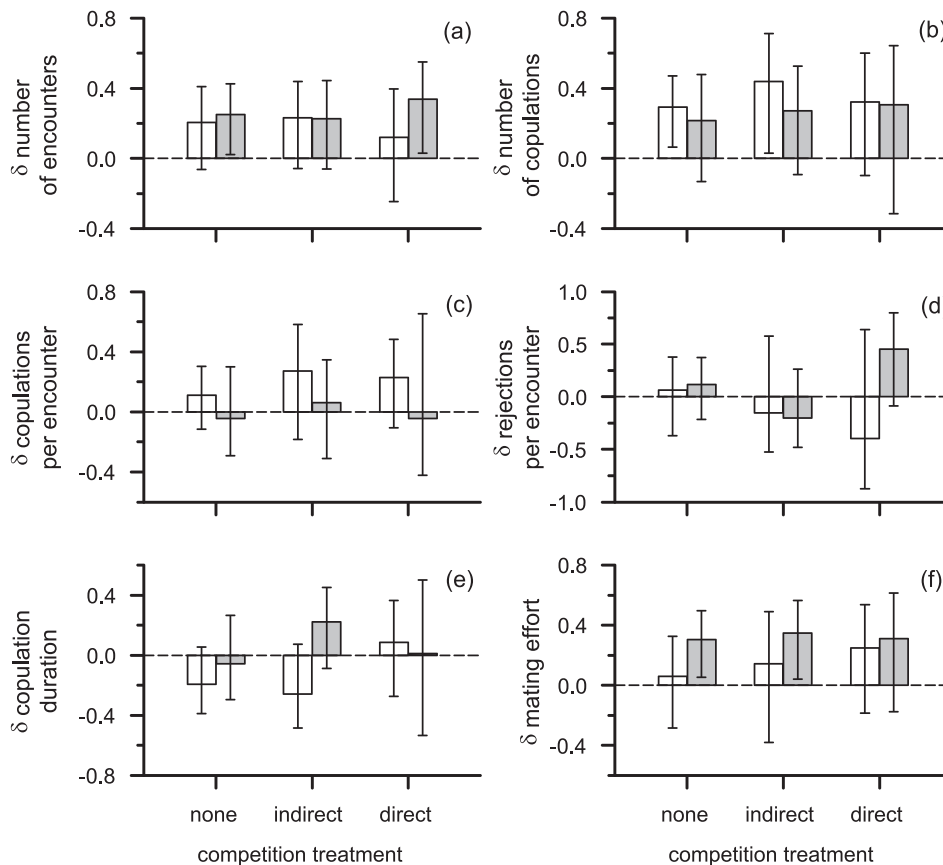 0.8
0.4
0.0
-0.4
δ number
of encounters
(a)
0.8
0.4
0.0
-0.4
δ number
of copulations
(b)
0.8
0.4
0.0
-0.4
δ copulations
per encounter
(c)
1.0
0.5
0.0
-0.5
-1.0
δ rejections
per encounter
(d)
0.4
0.0
-0.4
-0.8
δ copulation
duration
(e)
none indirect direct
competition treatment
0.8
0.4
0.0
-0.4
δ mating effort
(f)
none indirect direct
competition treatment